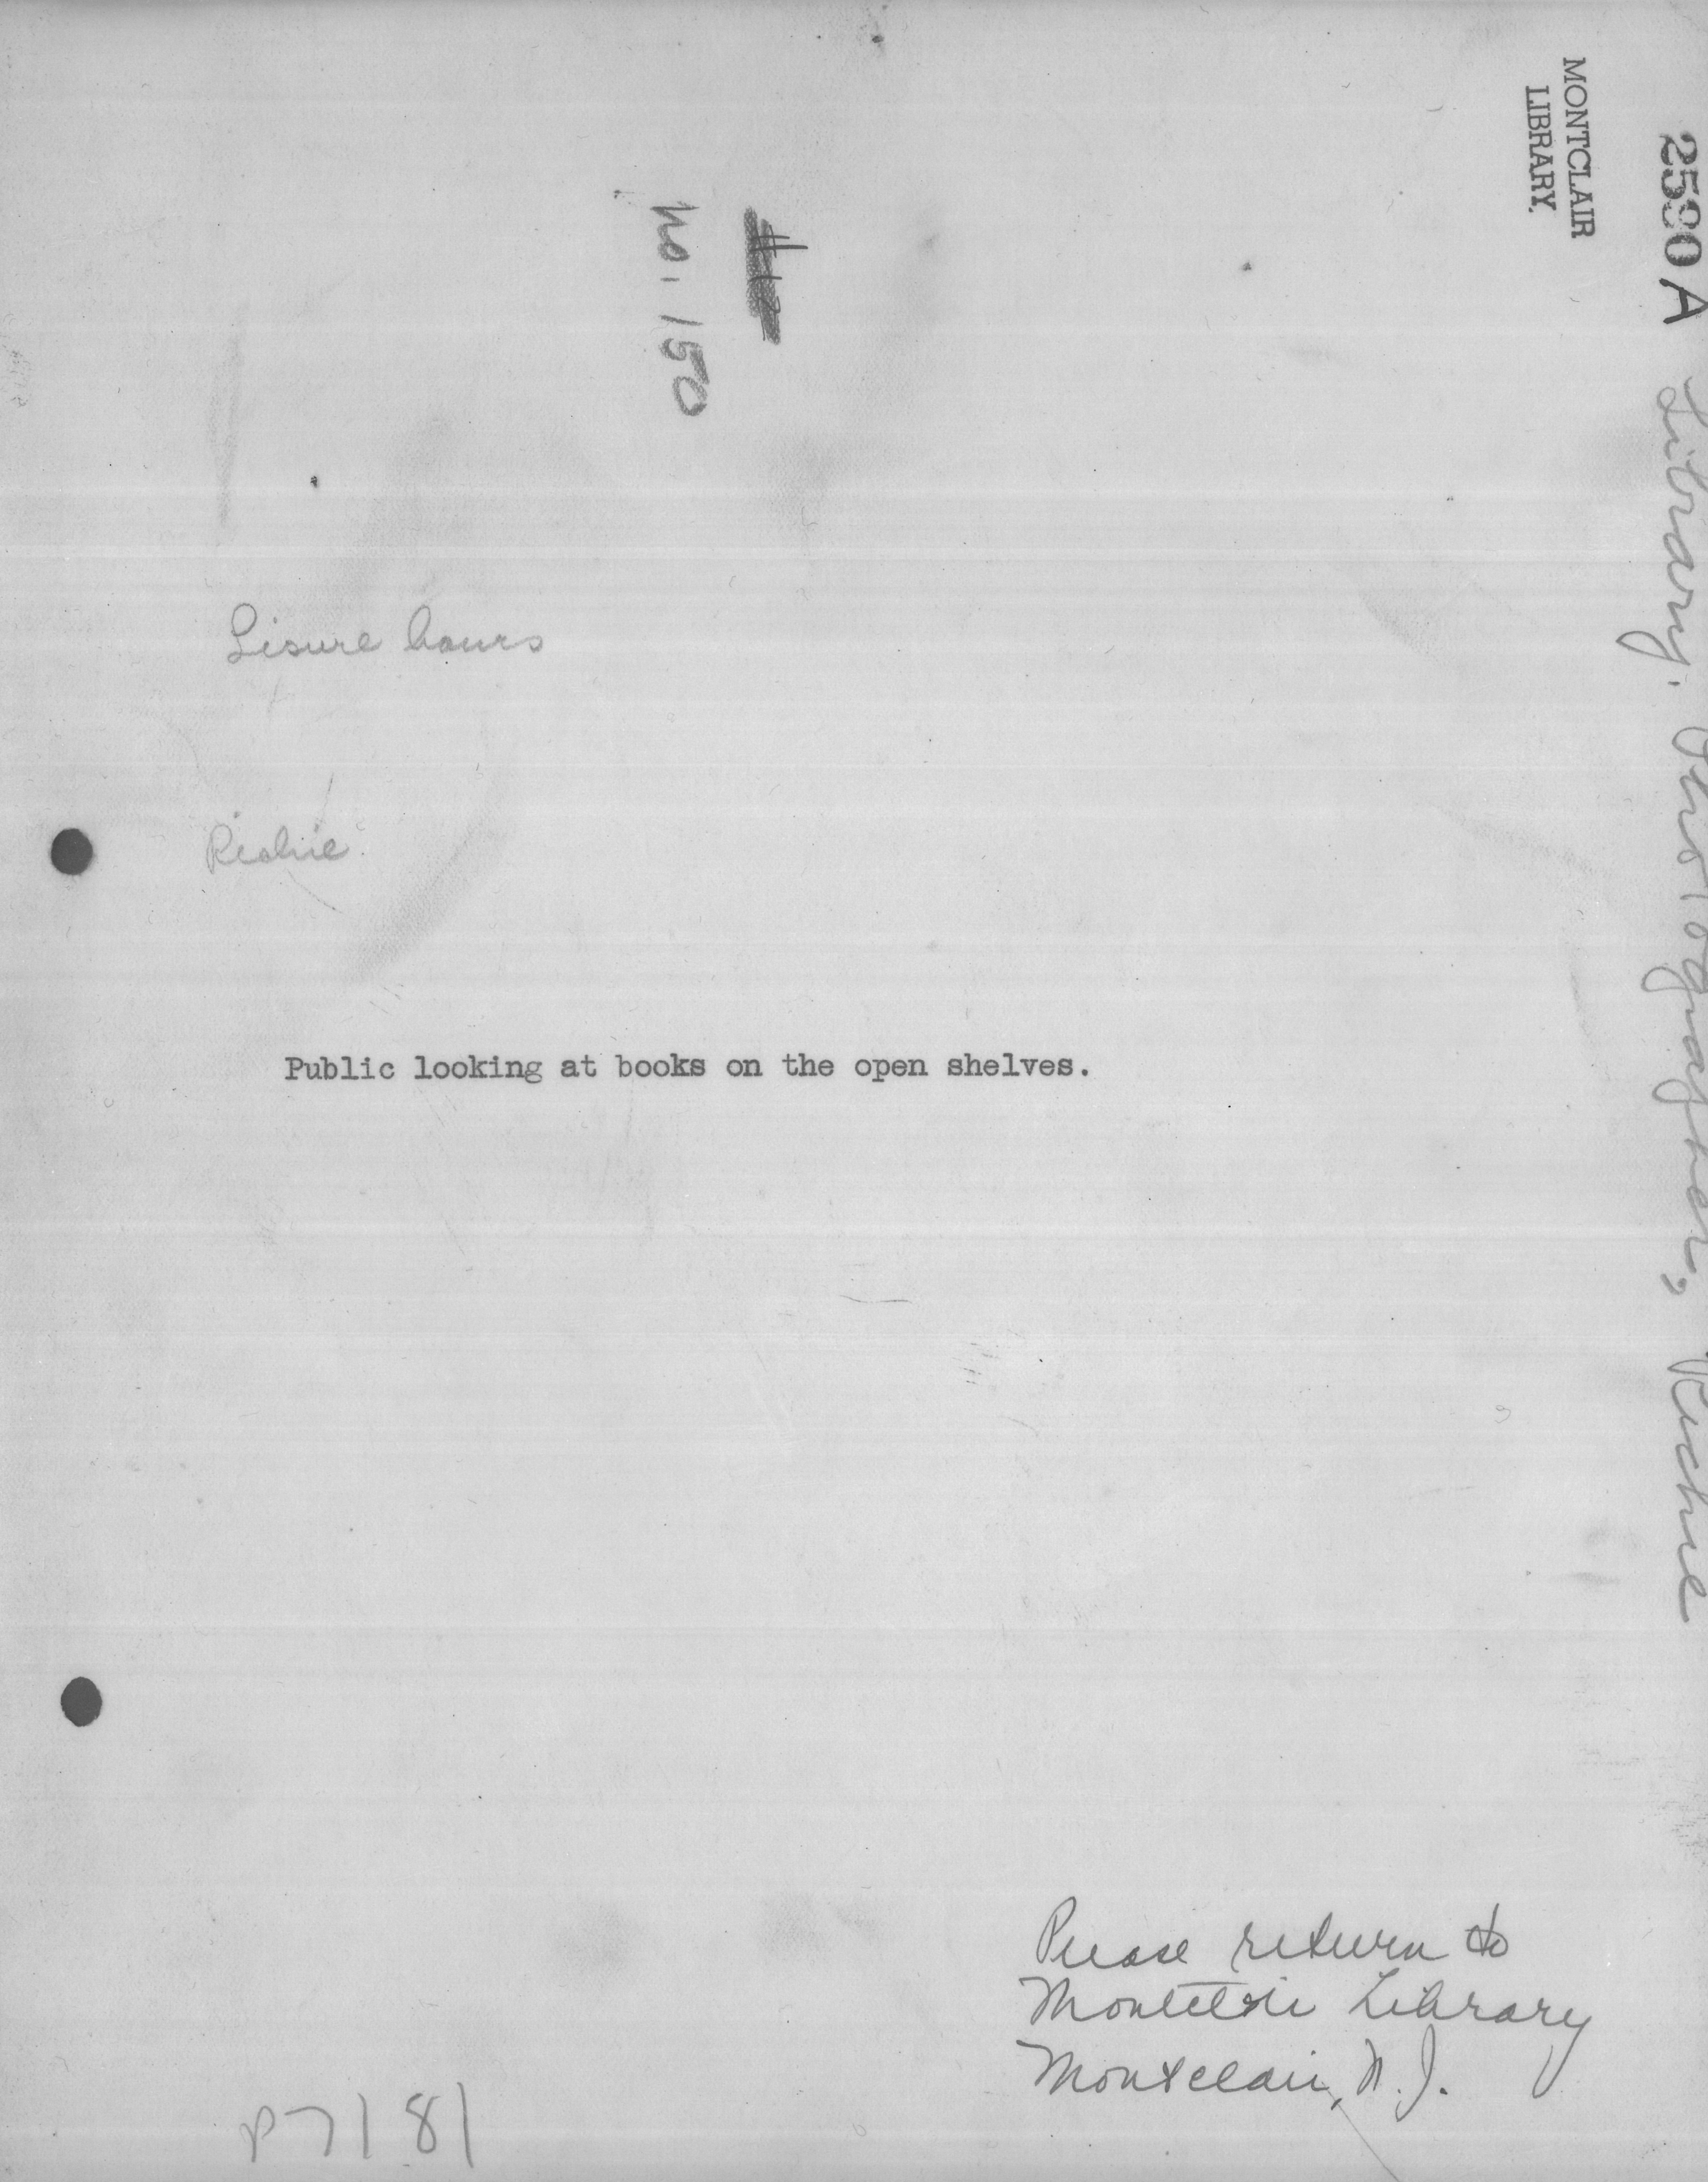 MONTCLAIR
LIBRARY.
2590 A Library. Photographer, Richie
no. 150
Lisure hours
Richie
Public looking at books on the open shelves.
Please return to
Montclair Library
Montclair, N.J.
P7181